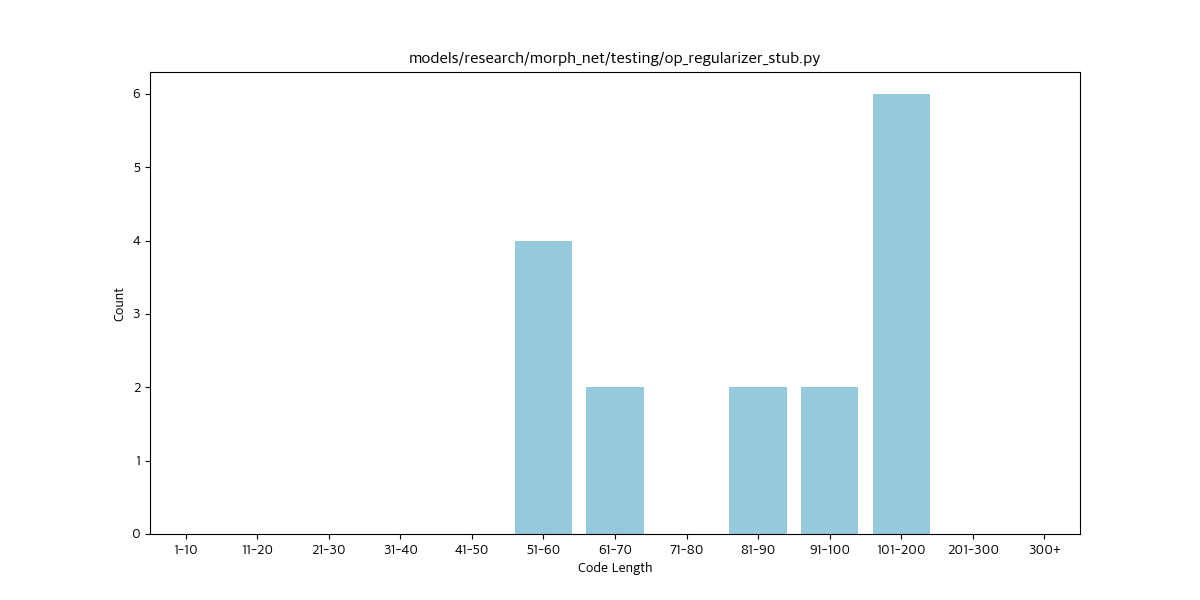 models/research/morph_net/testing/op_regularizer_stub.py
Count
6
5
4
3
2
1
0
1-10 11-20 21-30 31-40 41-50 51-60 61-70 71-80 81-90 91-100 101-200 201-300 300+
Code Length